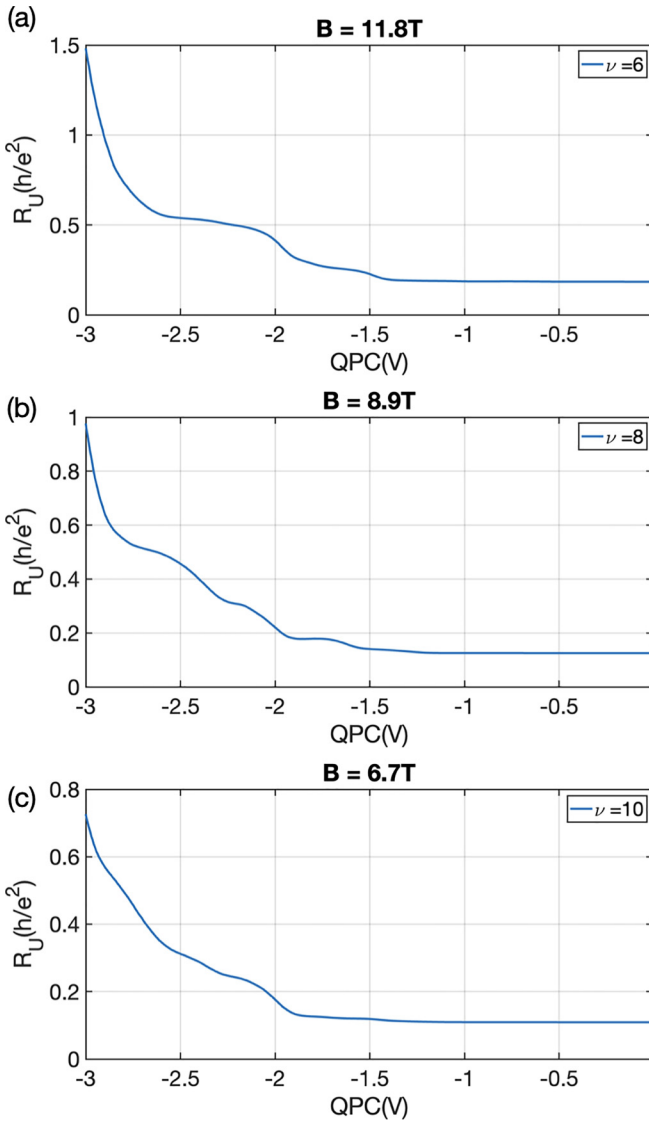 (a)
B = 11.8T
ν =6
1.5
1
0.5
0
R_U(h/e²)
-3 -2.5 -2 -1.5 -1 -0.5
QPC(V)
(b)
B = 8.9T
ν =8
1
0.8
0.6
0.4
0.2
0
R_U(h/e²)
-3 -2.5 -2 -1.5 -1 -0.5
QPC(V)
(c)
B = 6.7T
ν =10
0.8
0.6
0.4
0.2
0
R_U(h/e²)
-3 -2.5 -2 -1.5 -1 -0.5
QPC(V)